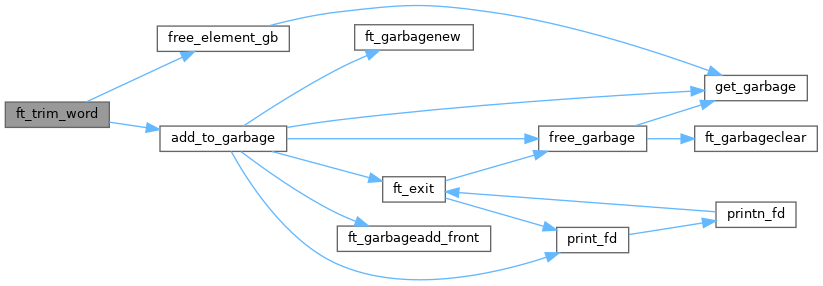 ft_trim_word
free_element_gb
add_to_garbage
ft_garbagenew
get_garbage
free_garbage
ft_garbageclear
ft_exit
ft_garbageadd_front
print_fd
printn_fd